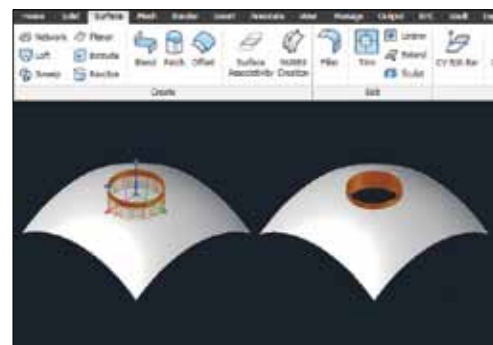 Home Solid Surface Mesh Render Insert Annotate View Manage Output
Network Planar
Loft Extrude
Sweep Revolve
Blend Patch Offset
Surface Associativity
NURBS Creation
Fillet Trim
Untrim
Extend
Sculpt
CV Edit Bar
Create Edit